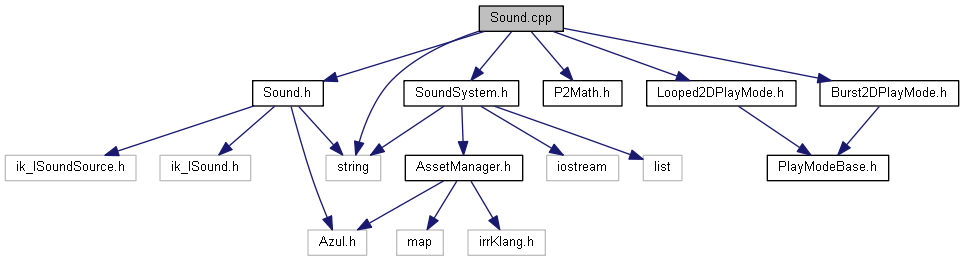 Sound.cpp
Sound.h
SoundSystem.h
P2Math.h
Looped2DPlayMode.h
Burst2DPlayMode.h
ik_ISoundSource.h
ik_ISound.h
string
AssetManager.h
iostream
list
PlayModeBase.h
Azul.h
map
irrKlang.h